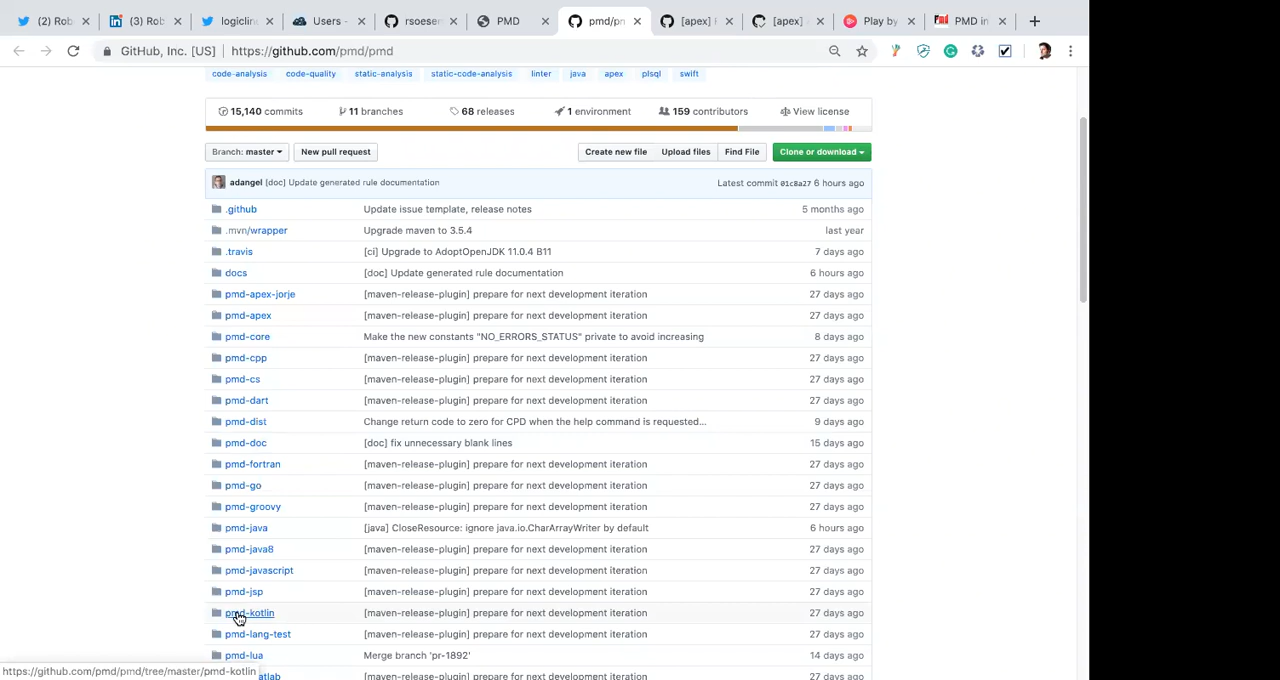 (2) Rob
(3) Rob
logiclin
Users -
rsoesem
PMD
pmd/pm
[apex] F
[apex]
Play by
PMD in
GitHub, Inc. [US] | https://github.com/pmd/pmd
code-analysis code-quality static-analysis static-code-analysis linter java apex plsql swift
15,140 commits 11 branches 68 releases 1 environment 159 contributors View license
Branch: master New pull request Create new file Upload files Find File Clone or download
adangel [doc] Update generated rule documentation Latest commit 01c8a27 6 hours ago
.github Update issue template, release notes 5 months ago
.mvn/wrapper Upgrade maven to 3.5.4 last year
.travis [ci] Upgrade to AdoptOpenJDK 11.0.4 B11 7 days ago
docs [doc] Update generated rule documentation 6 hours ago
pmd-apex-jorje [maven-release-plugin] prepare for next development iteration 27 days ago
pmd-apex [maven-release-plugin] prepare for next development iteration 27 days ago
pmd-core Make the new constants "NO_ERRORS_STATUS" private to avoid increasing 8 days ago
pmd-cpp [maven-release-plugin] prepare for next development iteration 27 days ago
pmd-cs [maven-release-plugin] prepare for next development iteration 27 days ago
pmd-dart [maven-release-plugin] prepare for next development iteration 27 days ago
pmd-dist Change return code to zero for CPD when the help command is requested... 9 days ago
pmd-doc [doc] fix unnecessary blank lines 15 days ago
pmd-fortran [maven-release-plugin] prepare for next development iteration 27 days ago
pmd-go [maven-release-plugin] prepare for next development iteration 27 days ago
pmd-groovy [maven-release-plugin] prepare for next development iteration 27 days ago
pmd-java [java] CloseResource: ignore java.io.CharArrayWriter by default 6 hours ago
pmd-java8 [maven-release-plugin] prepare for next development iteration 27 days ago
pmd-javascript [maven-release-plugin] prepare for next development iteration 27 days ago
pmd-jsp [maven-release-plugin] prepare for next development iteration 27 days ago
pmd-kotlin [maven-release-plugin] prepare for next development iteration 27 days ago
pmd-lang-test [maven-release-plugin] prepare for next development iteration 27 days ago
pmd-lua Merge branch 'pr-1892' 14 days ago
atlab [maven-release-plugin] prepare for next development iteration 27 days ago
https://github.com/pmd/pmd/tree/master/pmd-kotlin